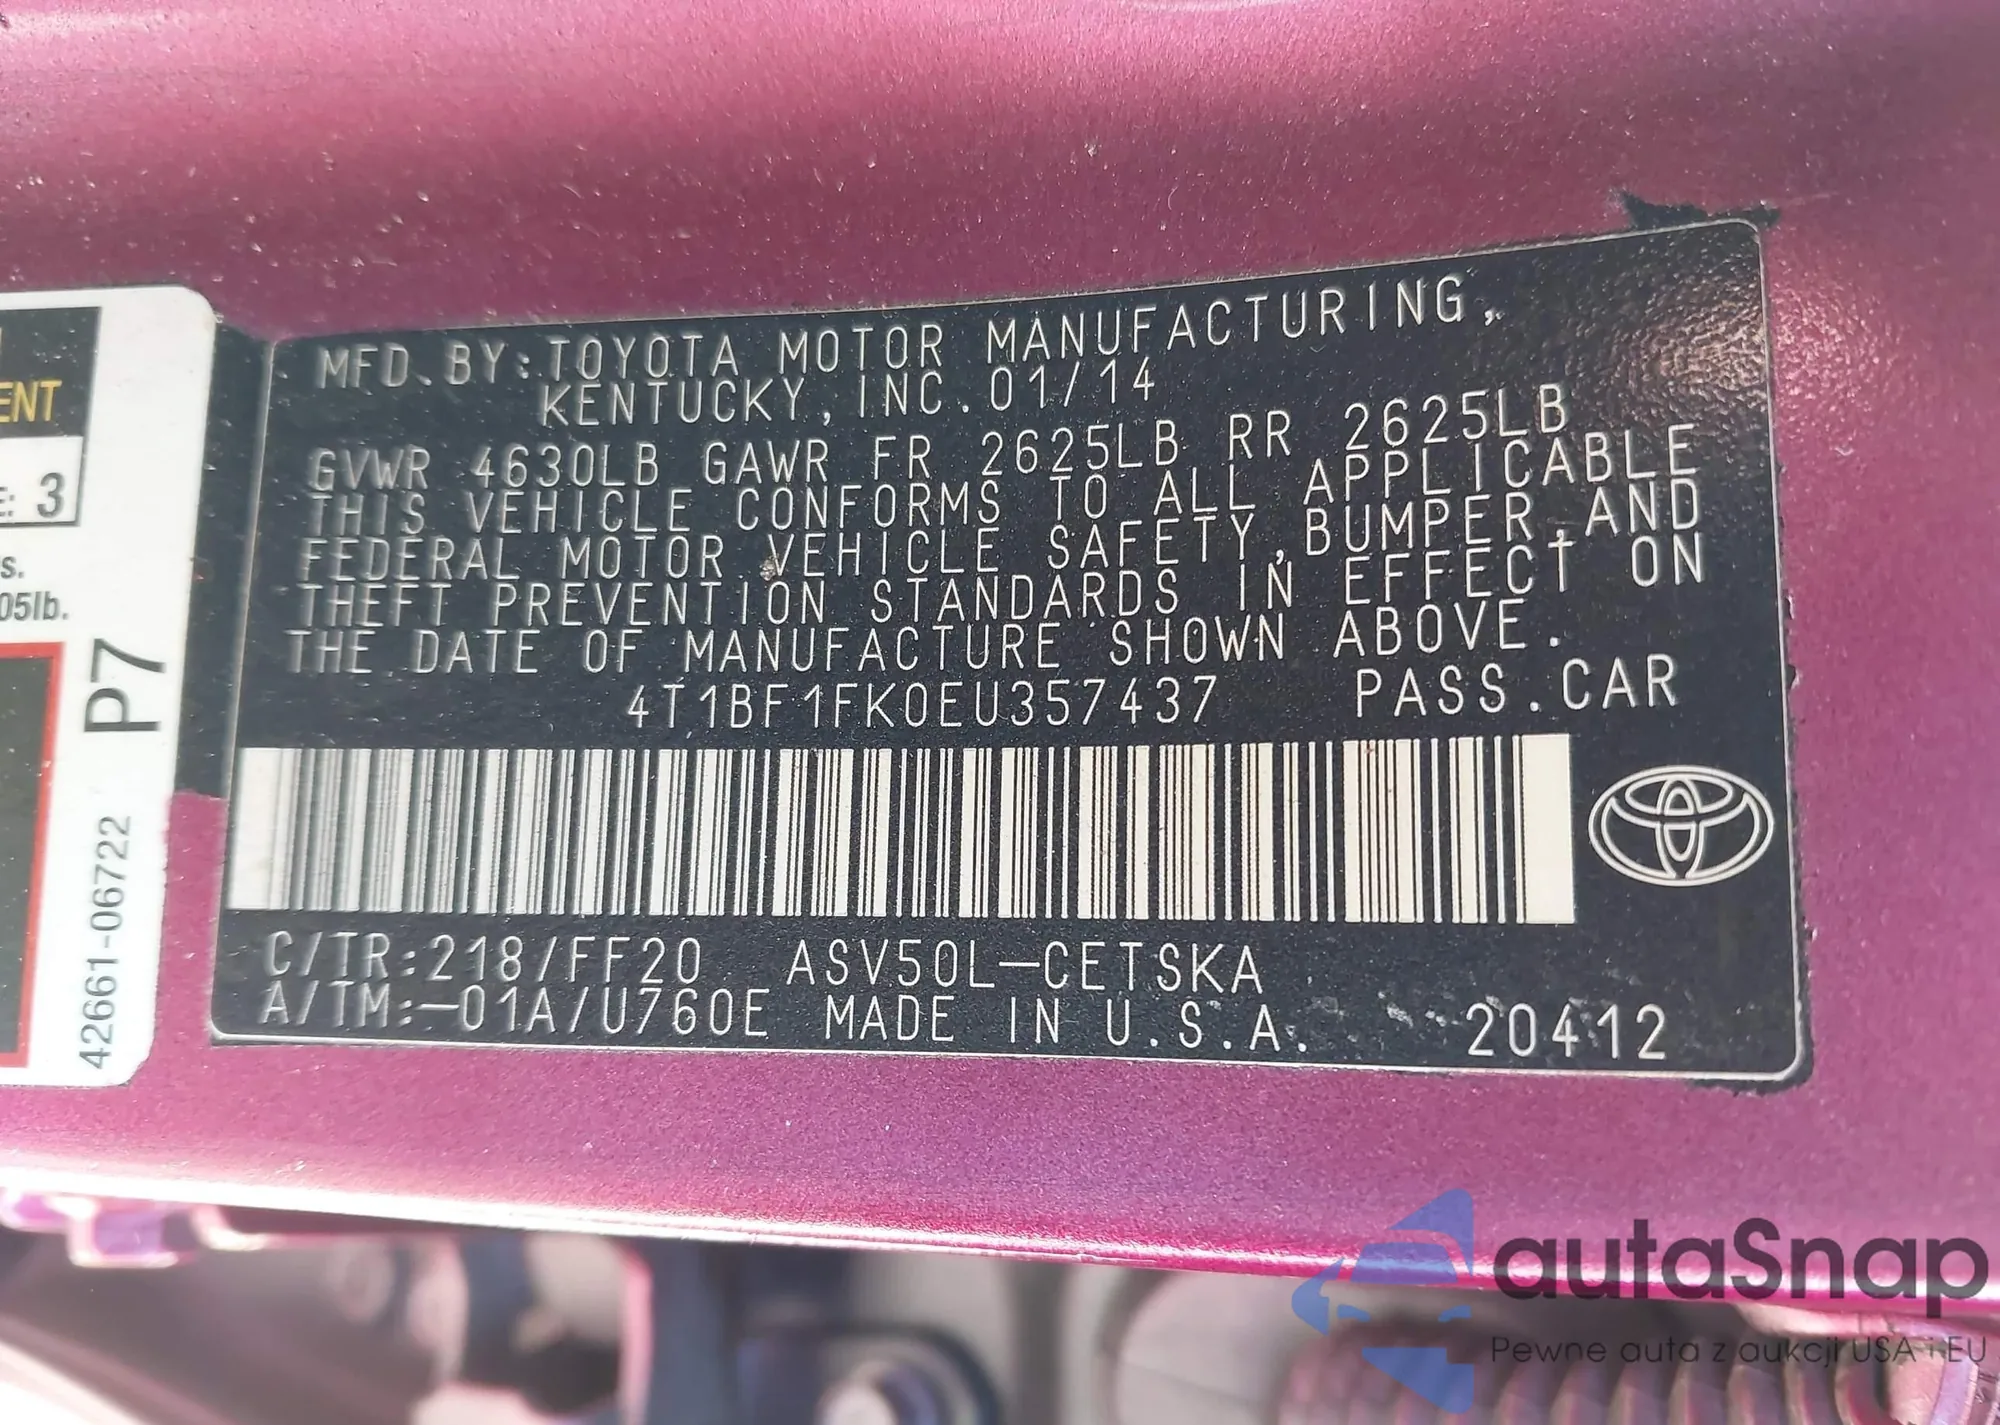 ENT
E: 3
s.
05lb.
P7
42661-06722
MFD. BY: TOYOTA MOTOR MANUFACTURING,
KENTUCKY, INC. 01/14
GVWR 4630LB GAWR FR 2625LB RR 2625LB
THIS VEHICLE CONFORMS TO ALL APPLICABLE
FEDERAL MOTOR VEHICLE SAFETY, BUMPER, AND
THEFT PREVENTION STANDARDS IN EFFECT ON
THE DATE OF MANUFACTURE SHOWN ABOVE.
4T1BF1FK0EU357437 PASS. CAR
C/TR: 218/FF20 ASV50L-CETSKA
A/TM: -01A/U760E MADE IN U.S.A. 20412
autaSnap
Pewne auta z aukcji USA i EU